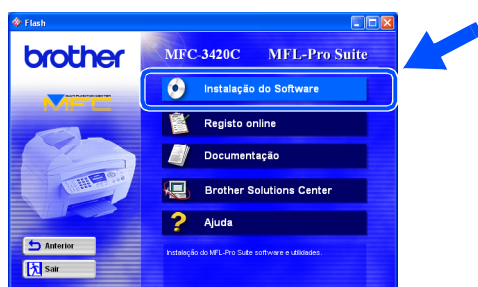 Flash
brother
MFC-3420C MFL-Pro Suite
MFC
Instalação do Software
Registo online
Documentação
Brother Solutions Center
Ajuda
Anterior
Sair
Instalação do MFL-Pro Suite software e utilidades.